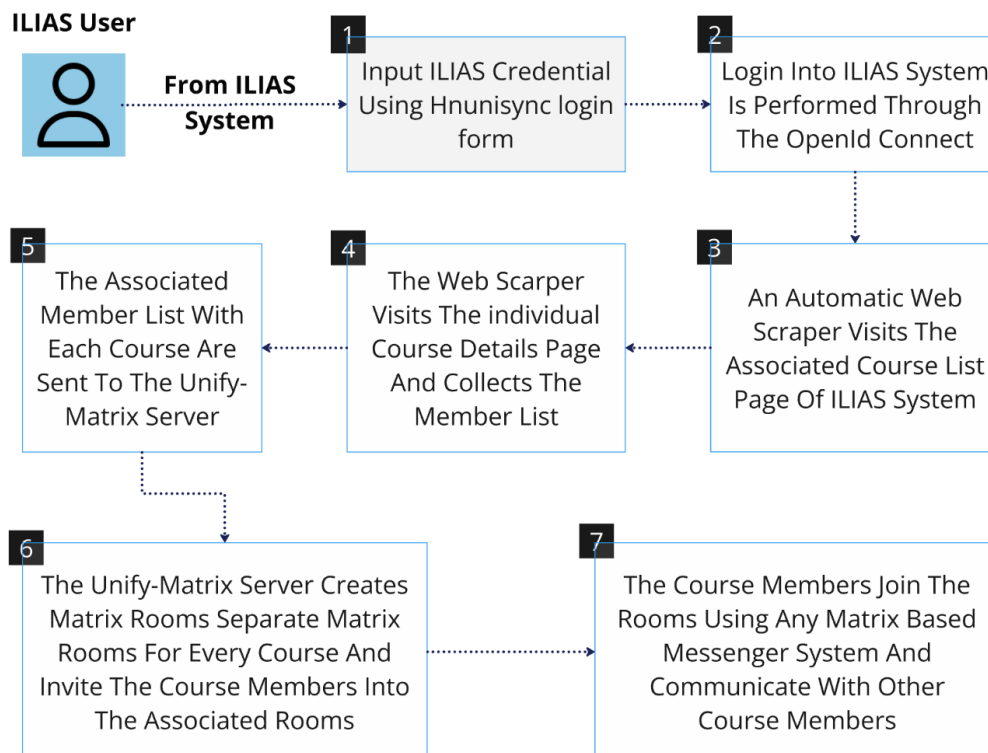 ILIAS User
From ILIAS
System
1
Input ILIAS Credential
Using Hnunisync login
form
2
Login Into ILIAS System
Is Performed Through
The OpenId Connect
3
An Automatic Web
Scraper Visits The
Associated Course List
Page Of ILIAS System
4
The Web Scarper
Visits The individual
Course Details Page
And Collects The
Member List
5
The Associated
Member List With
Each Course Are
Sent To The Unify-
Matrix Server
6
The Unify-Matrix Server Creates
Matrix Rooms Separate Matrix
Rooms For Every Course And
Invite The Course Members Into
The Associated Rooms
7
The Course Members Join The
Rooms Using Any Matrix Based
Messenger System And
Communicate With Other
Course Members